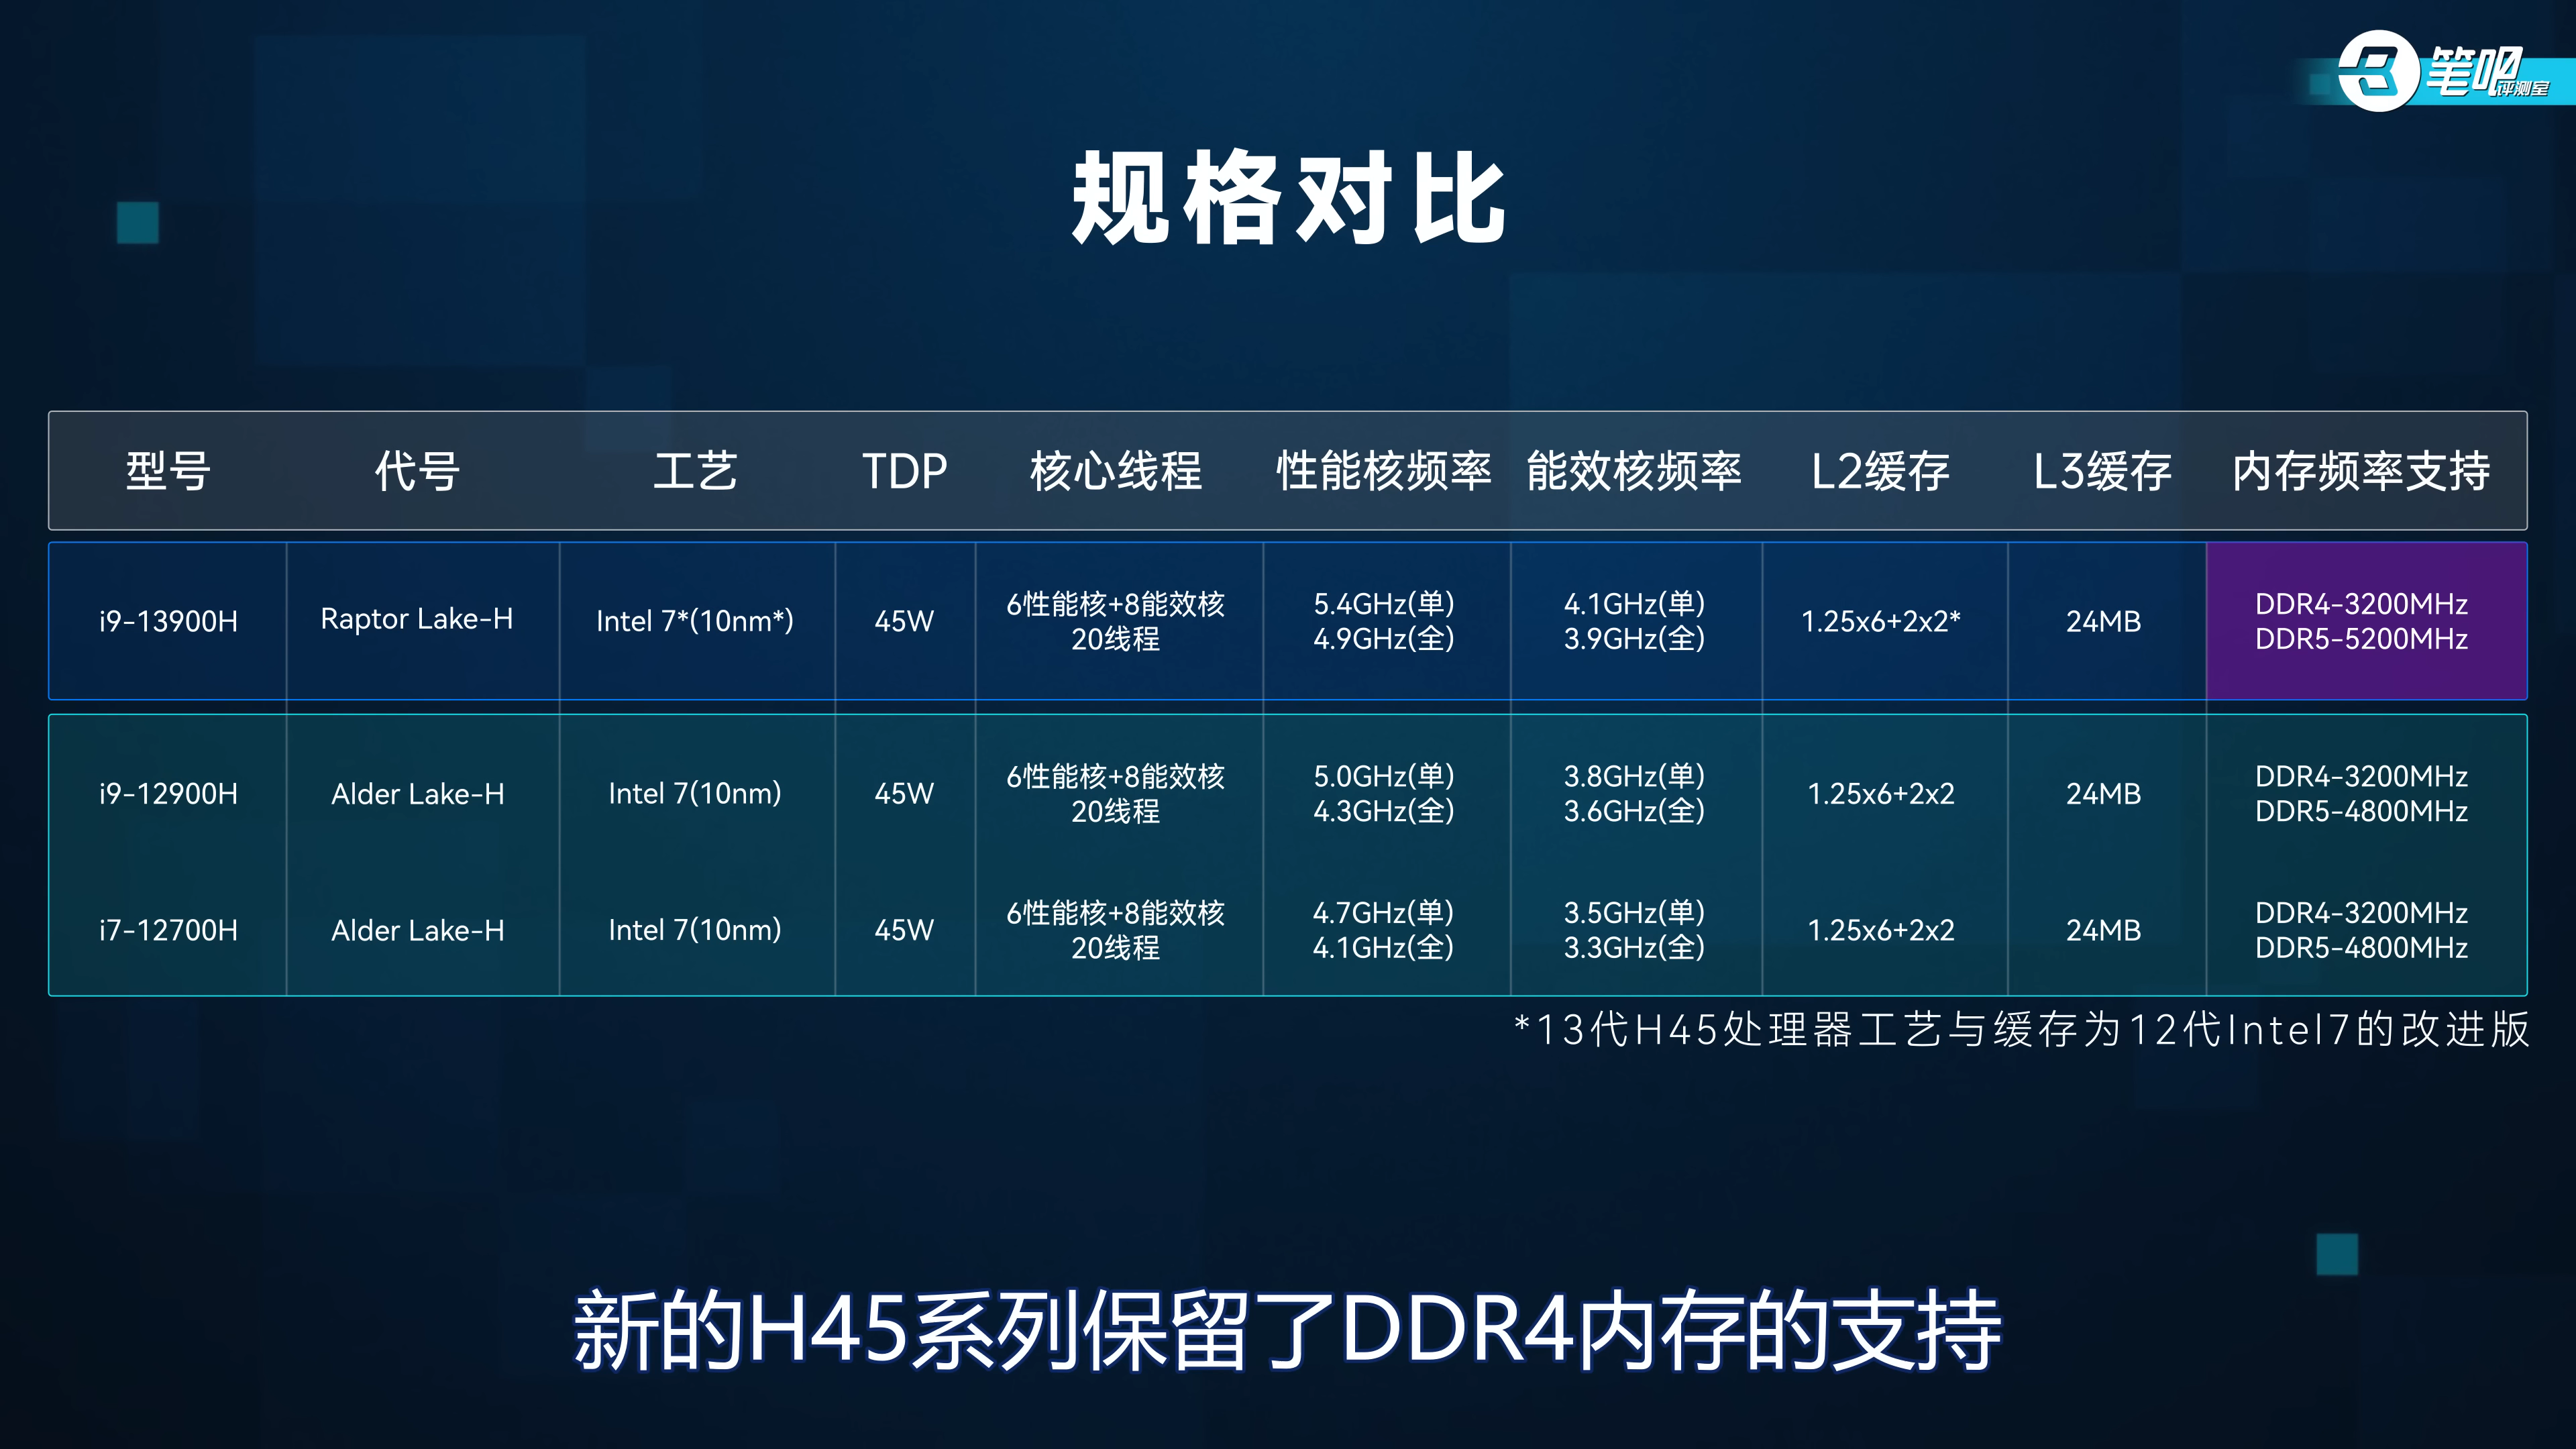 笔吧
评测室
规格对比
型号 代号 工艺 TDP 核心线程 性能核频率 能效核频率 L2缓存 L3缓存 内存频率支持
i9-13900H Raptor Lake-H Intel 7*(10nm*) 45W 6性能核+8能效核 5.4GHz(单) 4.1GHz(单) 1.25x6+2x2* 24MB DDR4-3200MHz
20线程 4.9GHz(全) 3.9GHz(全) DDR5-5200MHz
i9-12900H Alder Lake-H Intel 7(10nm) 45W 6性能核+8能效核 5.0GHz(单) 3.8GHz(单) 1.25x6+2x2 24MB DDR4-3200MHz
20线程 4.3GHz(全) 3.6GHz(全) DDR5-4800MHz
i7-12700H Alder Lake-H Intel 7(10nm) 45W 6性能核+8能效核 4.7GHz(单) 3.5GHz(单) 1.25x6+2x2 24MB DDR4-3200MHz
20线程 4.1GHz(全) 3.3GHz(全) DDR5-4800MHz
*13代H45处理器工艺与缓存为12代Intel7的改进版
新的H45系列保留了DDR4内存的支持